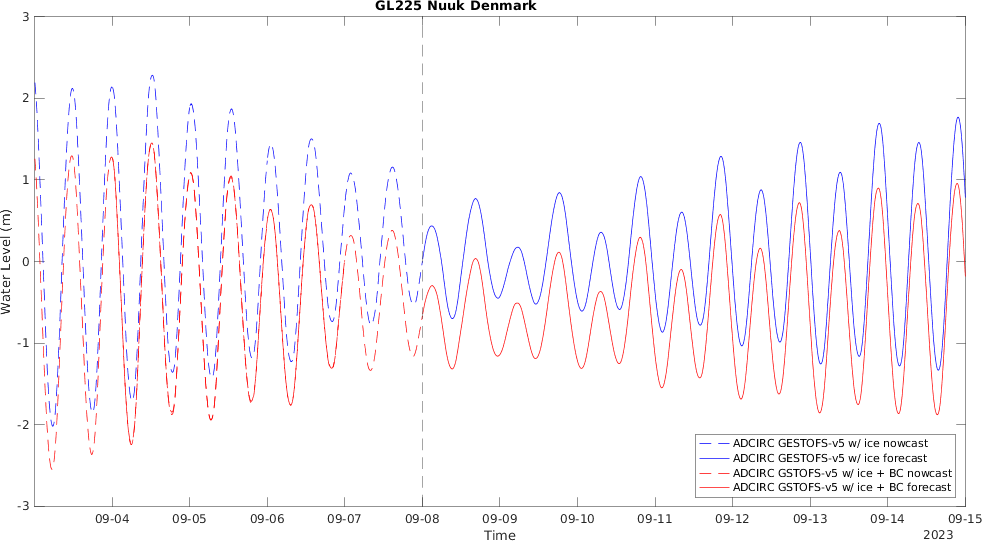 GL225 Nuuk Denmark
3
2
1
0
-1
-2
-3
Water Level (m)
ADCIRC GESTOFS-v5 w/ ice nowcast
ADCIRC GESTOFS-v5 w/ ice forecast
ADCIRC GSTOFS-v5 w/ ice + BC nowcast
ADCIRC GSTOFS-v5 w/ ice + BC forecast
09-04 09-05 09-06 09-07 09-08 09-09 09-10 09-11 09-12 09-13 09-14 09-15
Time
2023